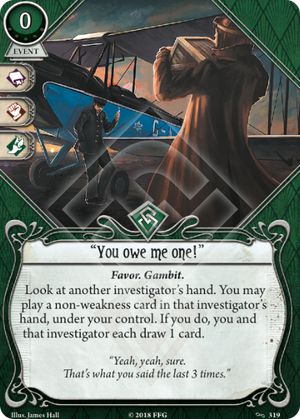 0
EVENT
“You owe me one!”
Favor. Gambit.
Look at another investigator’s hand. You may
play a non-weakness card in that investigator’s
hand, under your control. If you do, you and
that investigator each draw 1 card.
“Yeah, yeah, sure.
That’s what you said the last 3 times.”
Illus. James Hall
© 2018 FFG
319